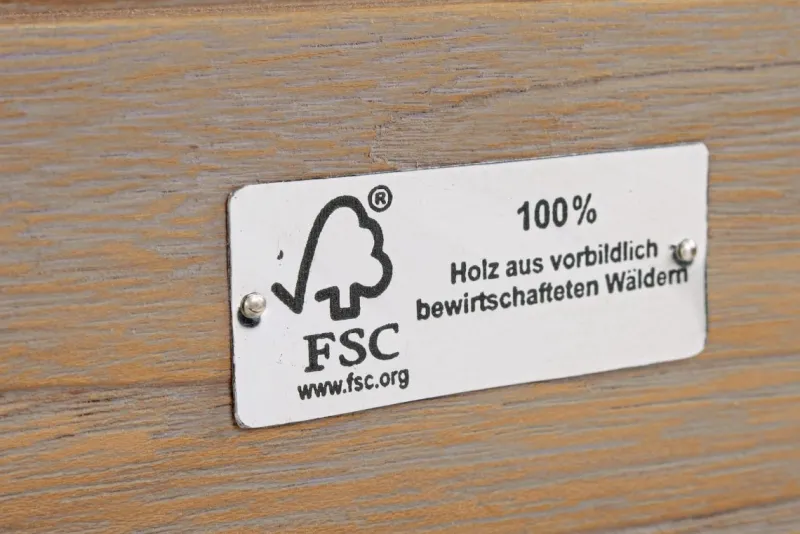 ®
FSC
www.fsc.org
100%
Holz aus vorbildlich
bewirtschafteten Wäldern